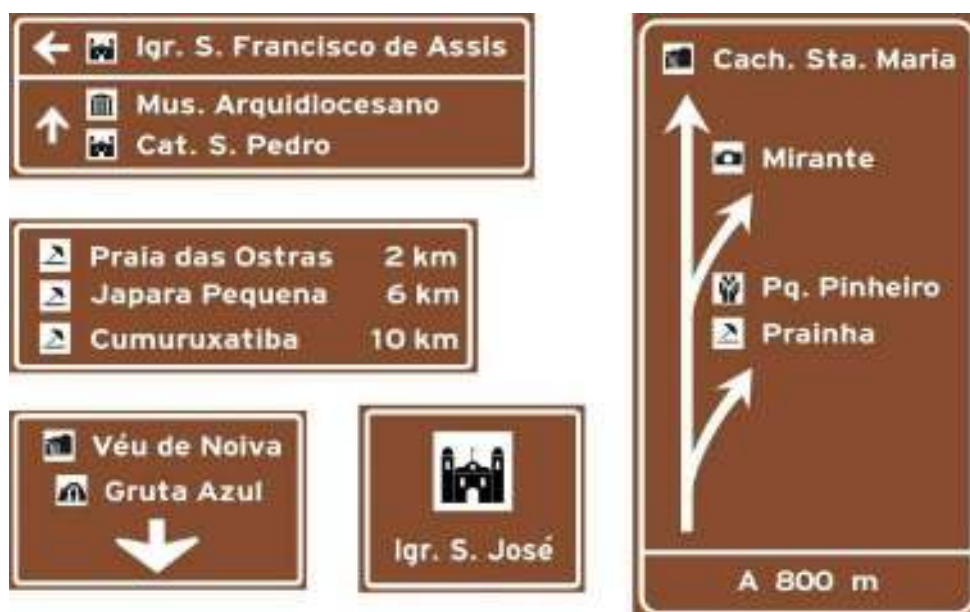 Igr. S. Francisco de Assis
Mus. Arquidiocesano
Cat. S. Pedro
Praia das Ostras 2 km
Japara Pequena 6 km
Cumuruxatiba 10 km
Véu de Noiva
Gruta Azul
Igr. S. José
Cach. Sta. Maria
Mirante
Pq. Pinheiro
Prainha
A 800 m